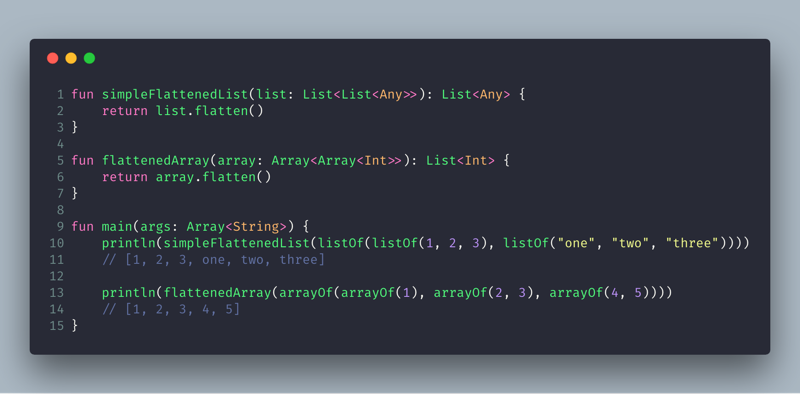 1 fun simpleFlattenedList(list: List<List<Any>>): List<Any> {
2     return list.flatten()
3 }
4
5 fun flattenedArray(array: Array<Array<Int>>): List<Int> {
6     return array.flatten()
7 }
8
9 fun main(args: Array<String>) {
10     println(simpleFlattenedList(listOf(listOf(1, 2, 3), listOf("one", "two", "three"))))
11     // [1, 2, 3, one, two, three]
12
13     println(flattenedArray(arrayOf(arrayOf(1), arrayOf(2, 3), arrayOf(4, 5))))
14     // [1, 2, 3, 4, 5]
15 }